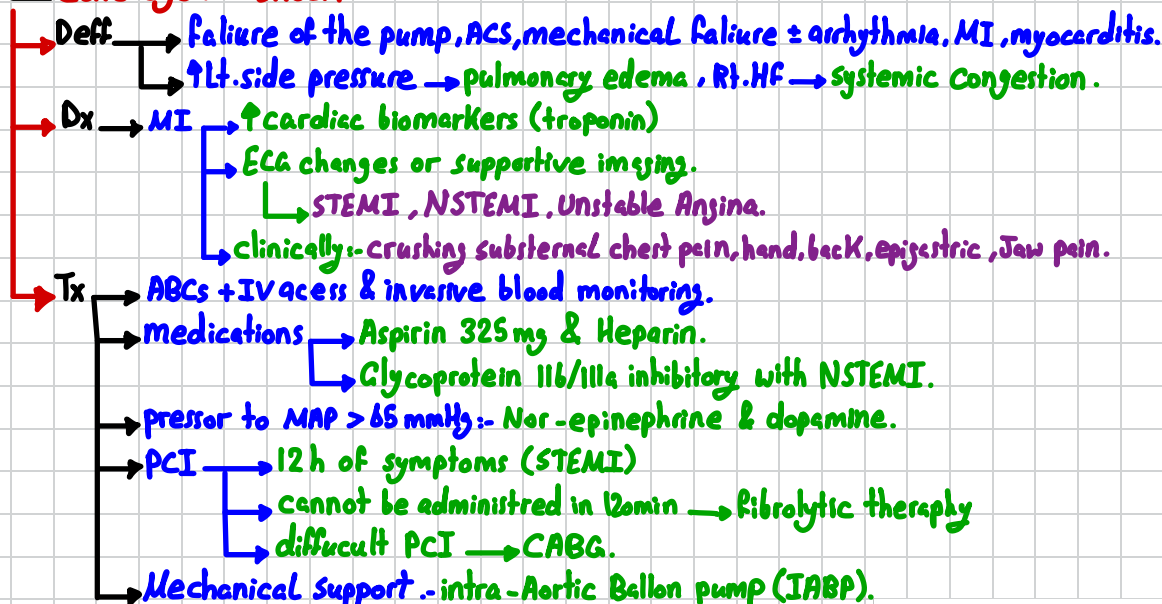 Deff faliure of the pump, ACS, mechanical faliure ± arrhythmia, MI, myocarditis.
↑Lt.side pressure → pulmonary edema, Rt.HF → systemic Congestion.
Dx → MI ↑cardiac biomarkers (troponin)
ECG changes or supportive imaging.
STEMI, NSTEMI, Unstable Angina.
clinically:- crushing substernal chest pain, hand, back, epigastric, Jaw pain.
Tx ABCs + IV acess & invasive blood monitoring.
medications Aspirin 325 mg & Heparin.
Glycoprotein IIb/IIIa inhibitory with NSTEMI.
pressor to MAP > 65 mmHg:- Nor-epinephrine & dopamine.
PCI 12h of symptoms (STEMI)
cannot be administred in 120min → fibrolytic theraphy
diffucult PCI → CABG.
Mechanical support.- intra-Aortic Ballon pump (IABP).